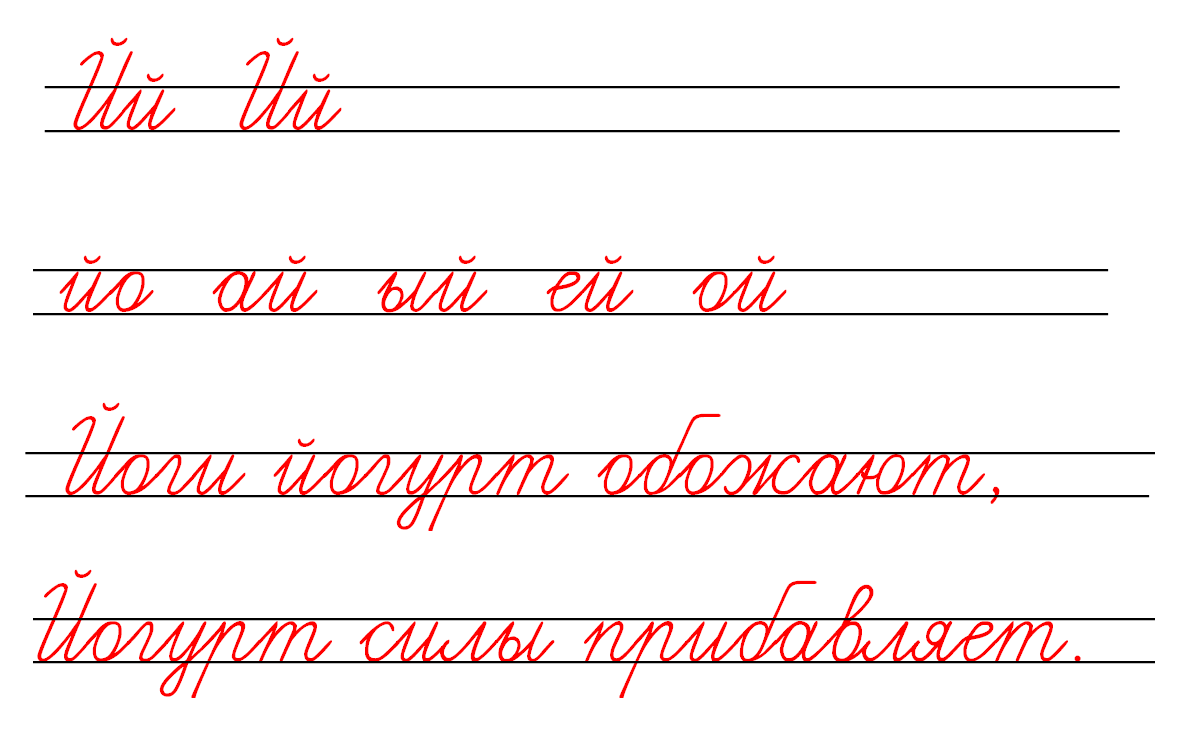 Йй Йй
йо ай ый ей ой
Йоги йогурт обожают,
Йогурт силы прибавляет.